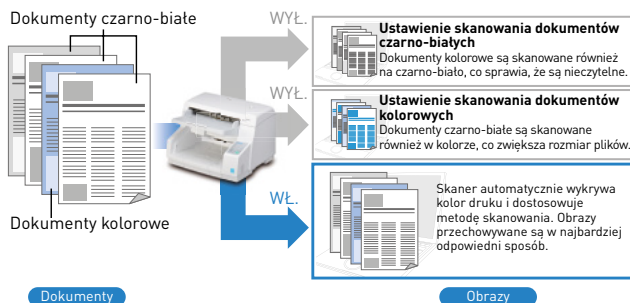 Dokumenty czarno-białe
Dokumenty kolorowe
Dokumenty
WYŁ.
Ustawienie skanowania dokumentów
czarno-białych
Dokumenty kolorowe są skanowane również
na czarno-biało, co sprawia, że są nieczytelne.
WYŁ.
Ustawienie skanowania dokumentów
kolorowych
Dokumenty czarno-białe są skanowane
również w kolorze, co zwiększa rozmiar plików.
WŁ.
Skaner automatycznie wykrywa
kolor druku i dostosowuje
metodę skanowania. Obrazy
przechowywane są w najbardziej
odpowiedni sposób.
Obrazy